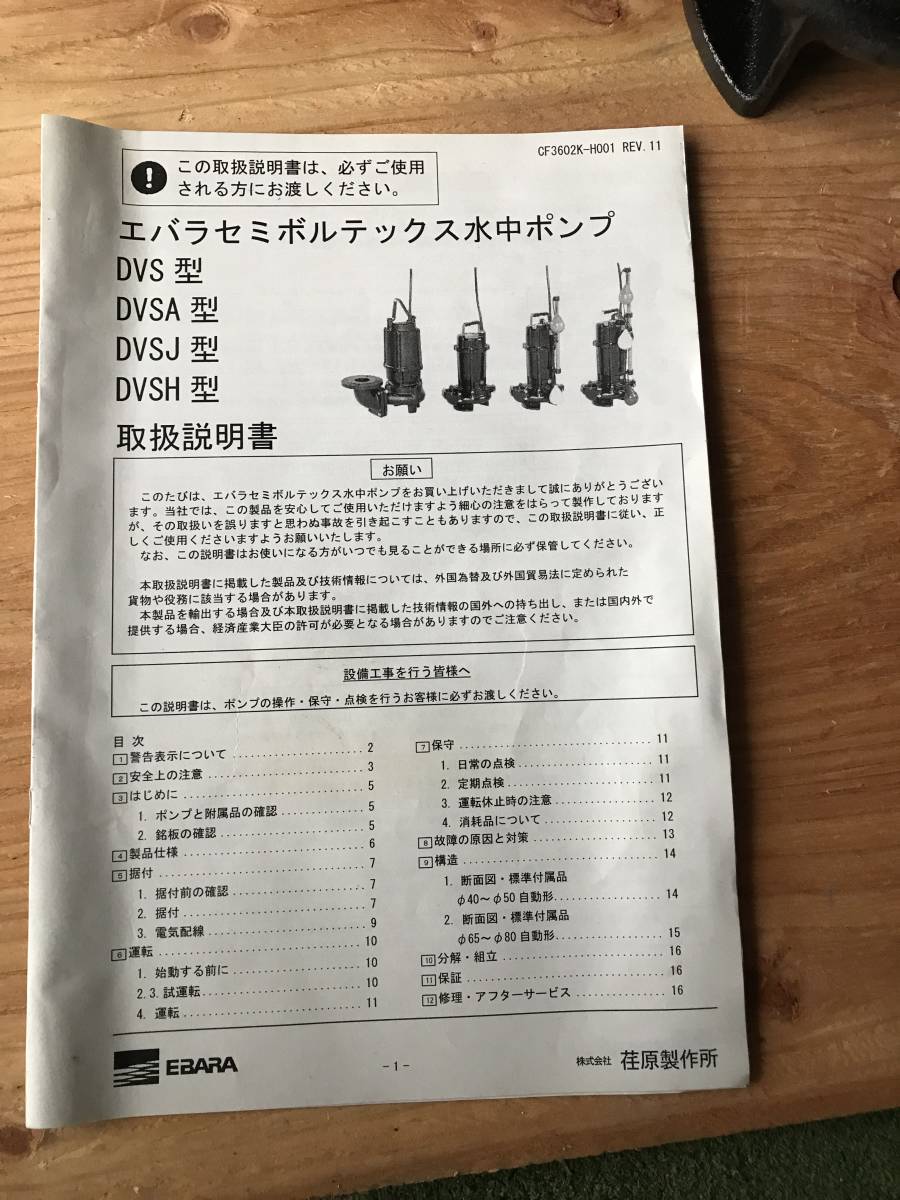 CF3602K-H001 REV.11
この取扱説明書は、必ずご使用
される方にお渡しください。
エバラセミボルテックス水中ポンプ
DVS 型
DVSA 型
DVSJ 型
DVSH 型
取扱説明書
お願い
このたびは、エバラセミボルテックス水中ポンプをお買い上げいただきまして誠にありがとうござい
ます。当社では、この製品を安心してご使用いただけますよう細心の注意をはらって製作しております
が、その取扱いを誤りますと思わぬ事故を引き起こすこともありますので、この取扱説明書に従い、正
しくご使用くださいますようお願いいたします。
なお、この説明書はお使いになる方がいつでも見ることができる場所に必ず保管してください。
本取扱説明書に掲載した製品及び技術情報については、外国為替及び外国貿易法に定められた
貨物や役務に該当する場合があります。
本製品を輸出する場合及び本取扱説明書に掲載した技術情報の国外への持ち出し、または国内外で
提供する場合、経済産業大臣の許可が必要となる場合がありますのでご注意ください。
設備工事を行う皆様へ
この説明書は、ポンプの操作・保守・点検を行うお客様に必ずお渡しください。
目 次
1 警告表示について ...................... 2
2 安全上の注意 ...................... 3
3 はじめに ...................... 5
1. ポンプと附属品の確認 ...................... 5
2. 銘板の確認 ...................... 5
4 製品仕様 ...................... 6
5 据付 ...................... 7
1. 据付前の確認 ...................... 7
2. 据付 ...................... 7
3. 電気配線 ...................... 9
6 運転 ...................... 10
1. 始動する前に ...................... 10
2.3. 試運転 ...................... 10
4. 運転 ...................... 11
7 保守 ...................... 11
1. 日常の点検 ...................... 11
2. 定期点検 ...................... 11
3. 運転休止時の注意 ...................... 12
4. 消耗品について ...................... 12
8 故障の原因と対策 ...................... 13
9 構造 ...................... 14
1. 断面図・標準付属品
φ40～φ50 自動形 ...................... 14
2. 断面図・標準付属品
φ65～φ80 自動形 ...................... 15
10 分解・組立 ...................... 16
11 保証 ...................... 16
12 修理・アフターサービス ...................... 16
EBARA
－1－
株式会社 荏原製作所